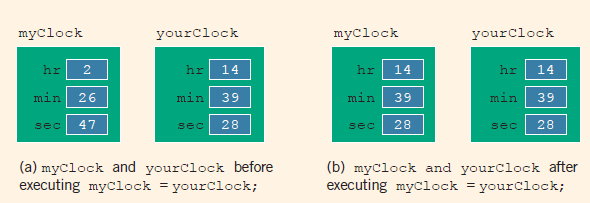 myClock yourClock myClock yourClock
hr 2 hr 14 hr 14 hr 14
min 26 min 39 min 39 min 39
sec 47 sec 28 sec 28 sec 28
(a) myClock and yourClock before
executing myClock = yourClock;
(b) myClock and yourClock after
executing myClock = yourClock;